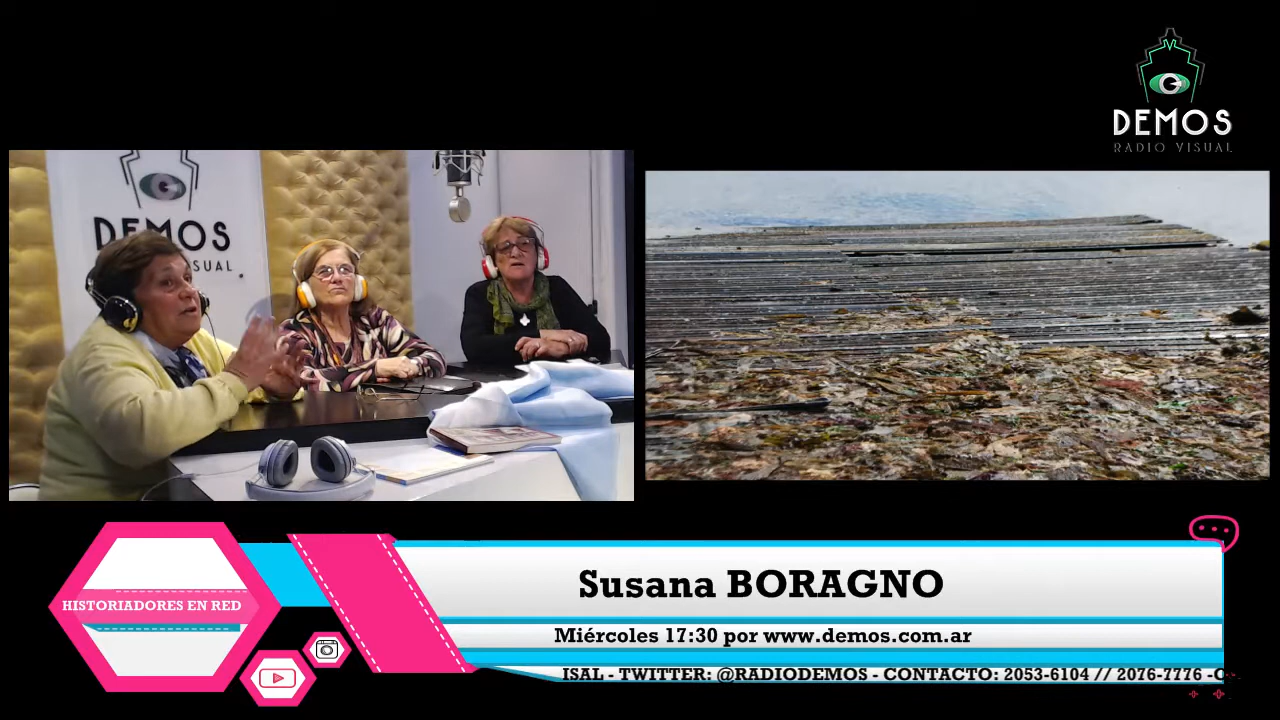 DEMOS
RADIO VISUAL
DEMOS
SUAL
Susana BORAGNO
HISTORIADORES EN RED
Miércoles 17:30 por www.demos.com.ar
ISAL - TWITTER: @RADIODEMOS - CONTACTO: 2053-6104 // 2076-7776 -